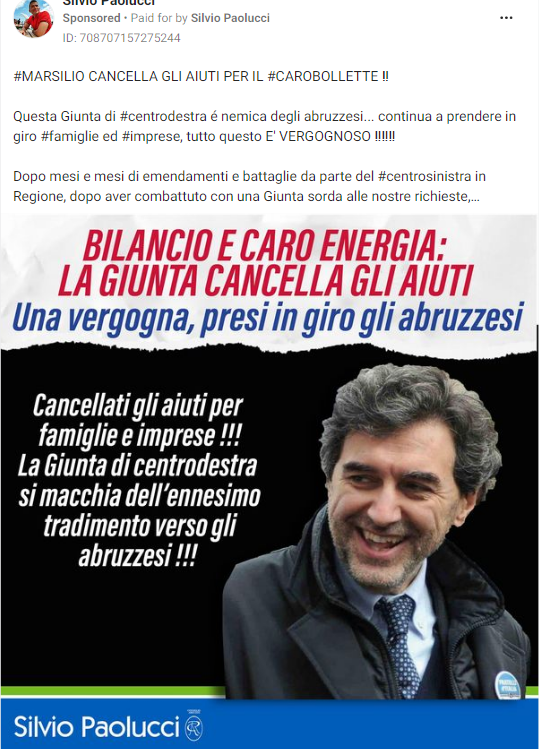 Silvio Paolucci
Sponsored • Paid for by Silvio Paolucci
ID: 708707157275244
#MARSILIO CANCELLA GLI AIUTI PER IL #CAROBOLLETTE !!
Questa Giunta di #centrodestra é nemica degli abruzzesi... continua a prendere in
giro #famiglie ed #imprese, tutto questo E' VERGOGNOSO !!!!!!
Dopo mesi e mesi di emendamenti e battaglie da parte del #centrosinistra in
Regione, dopo aver combattuto con una Giunta sorda alle nostre richieste,...
BILANCIO E CARO ENERGIA:
LA GIUNTA CANCELLA GLI AIUTI
Una vergogna, presi in giro gli abruzzesi
Cancellati gli aiuti per
famiglie e imprese !!!
La Giunta di centrodestra
si macchia dell'ennesimo
tradimento verso gli
abruzzesi !!!
Silvio Paolucci